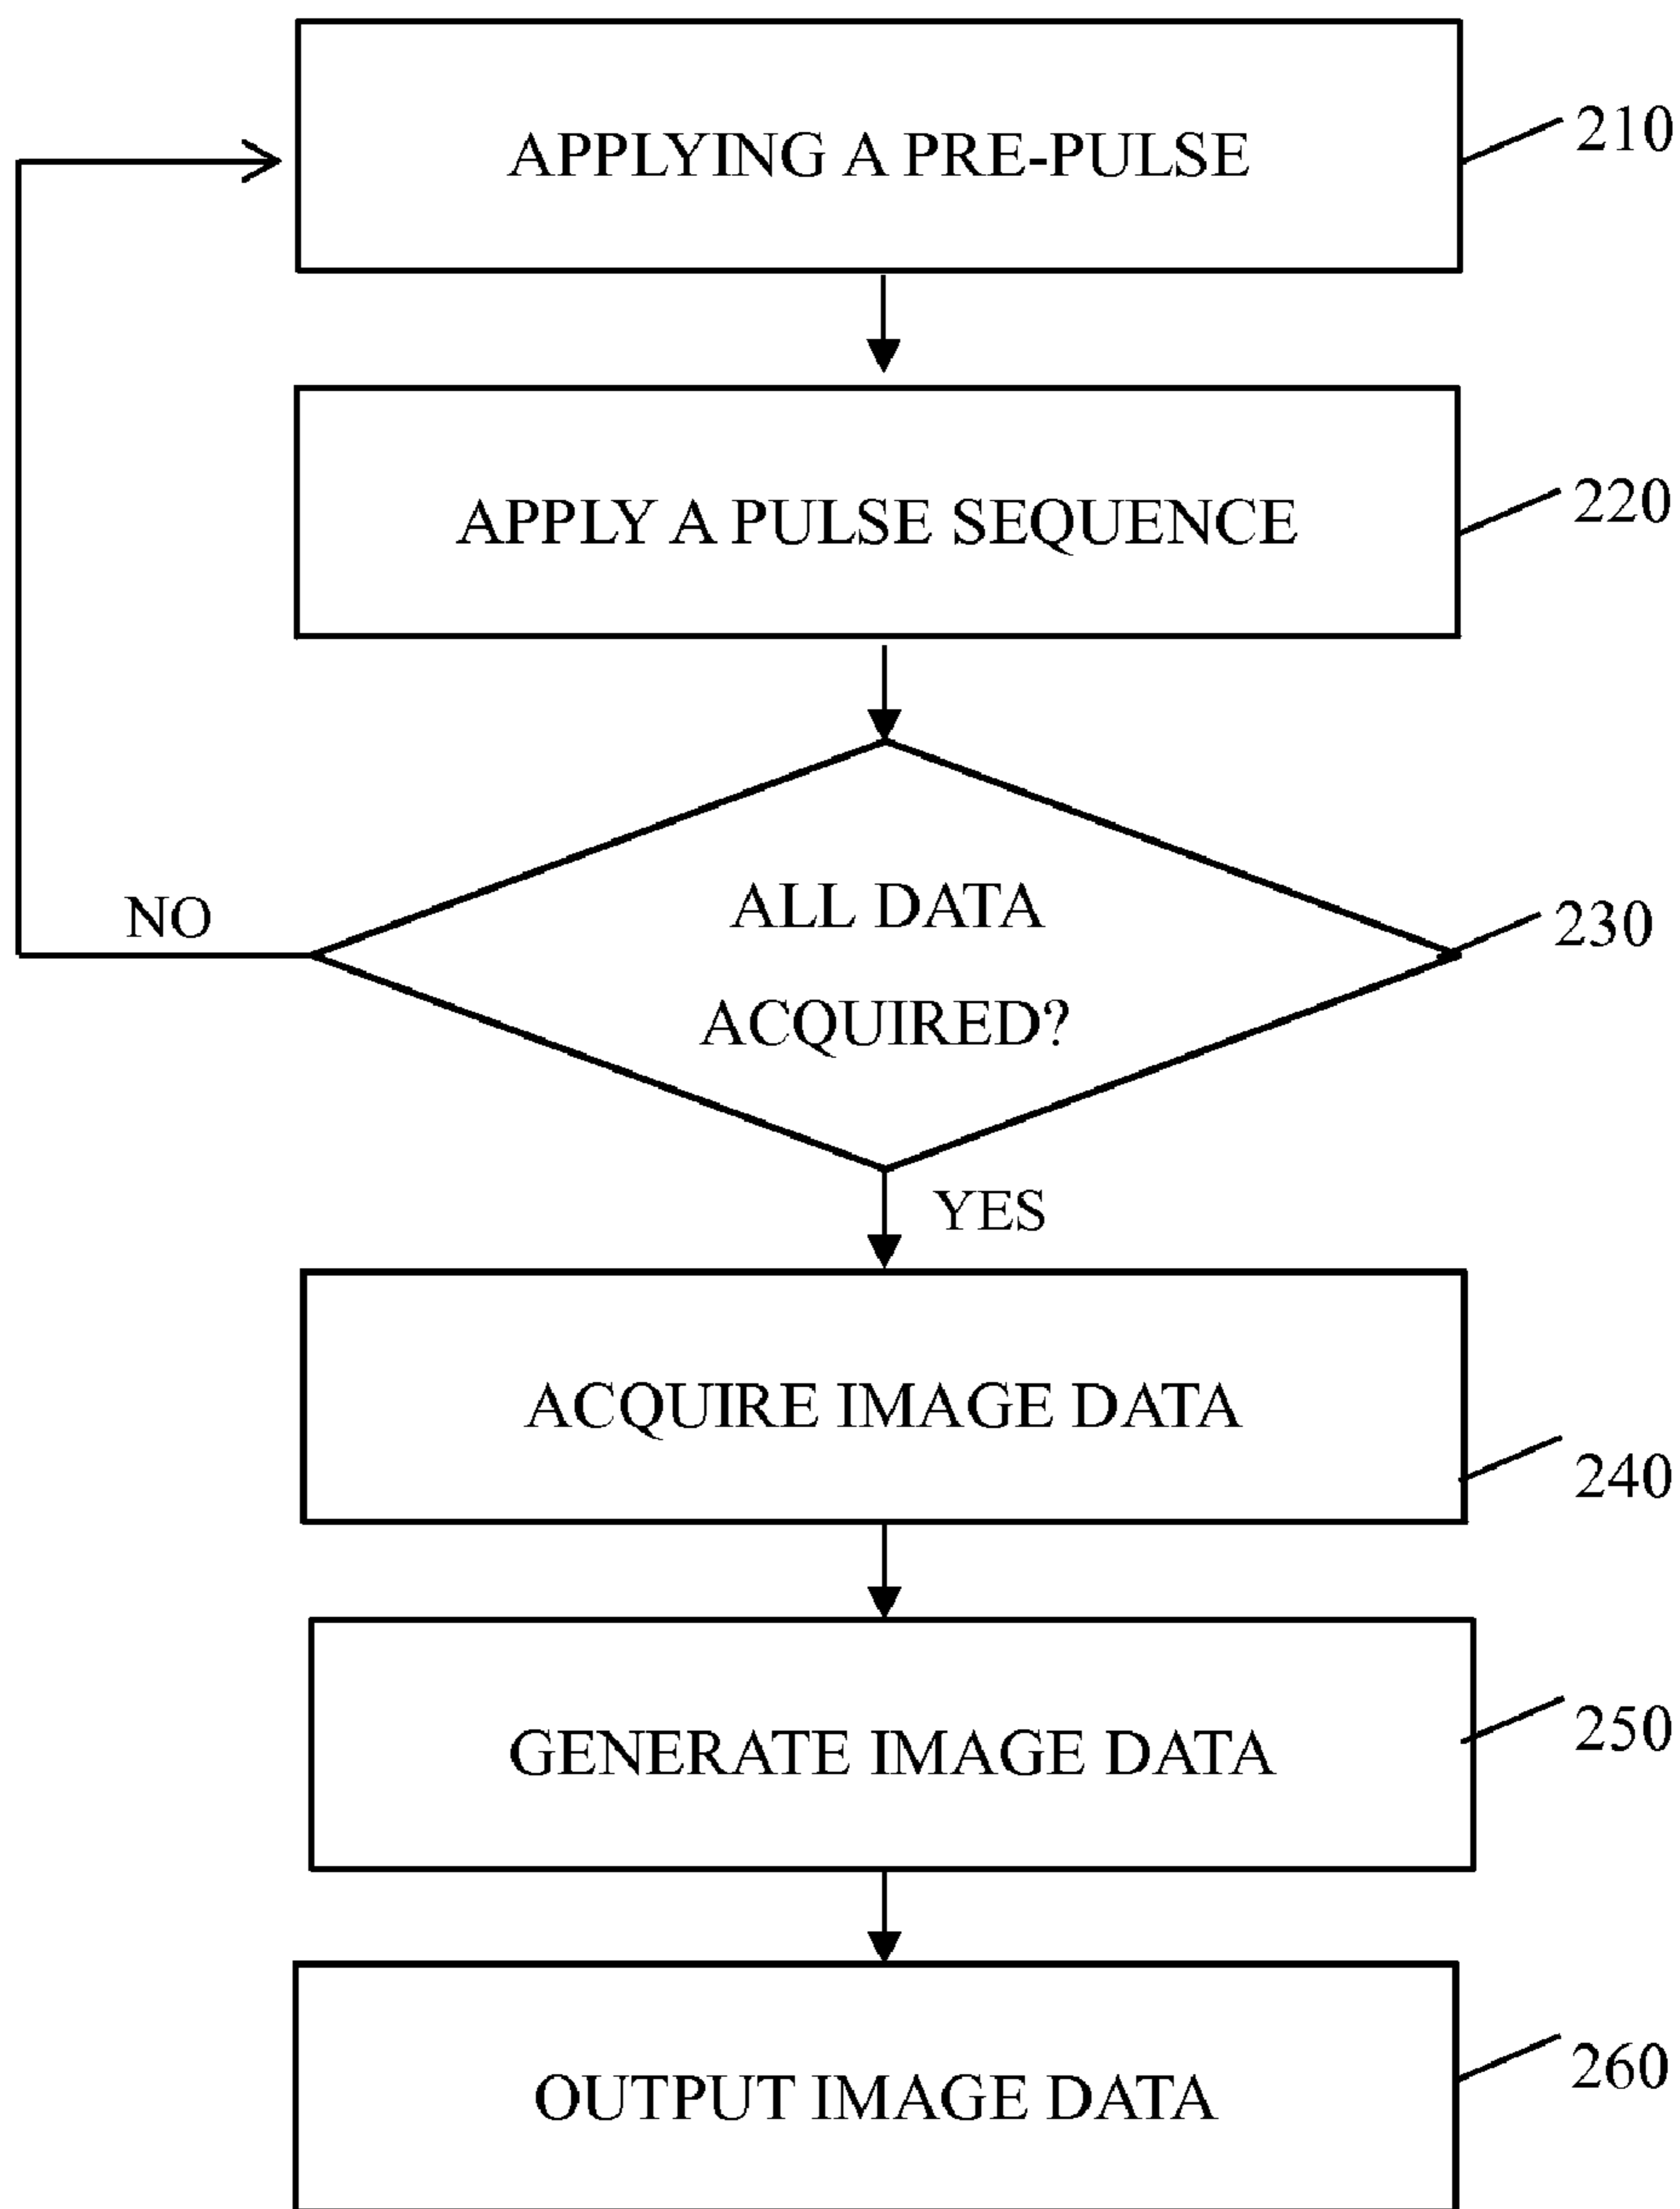 APPLYING A PRE-PULSE
210
APPLY A PULSE SEQUENCE
220
ALL DATA
ACQUIRED?
230
NO
YES
ACQUIRE IMAGE DATA
240
GENERATE IMAGE DATA
250
OUTPUT IMAGE DATA
260